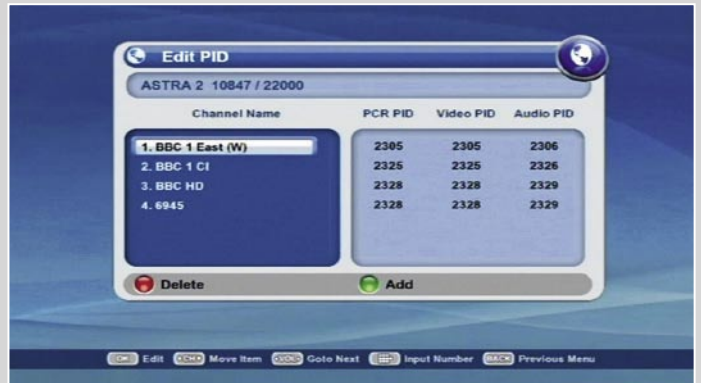 Edit PID
ASTRA 2 10847 / 22000
Channel Name PCR PID Video PID Audio PID
1. BBC 1 East (W) 2305 2305 2306
2. BBC 1 CI 2325 2325 2326
3. BBC HD 2328 2328 2329
4. 6945 2328 2328 2329
Delete Add
OK Edit CH Move Item VOL Goto Next Input Number BACK Previous Menu